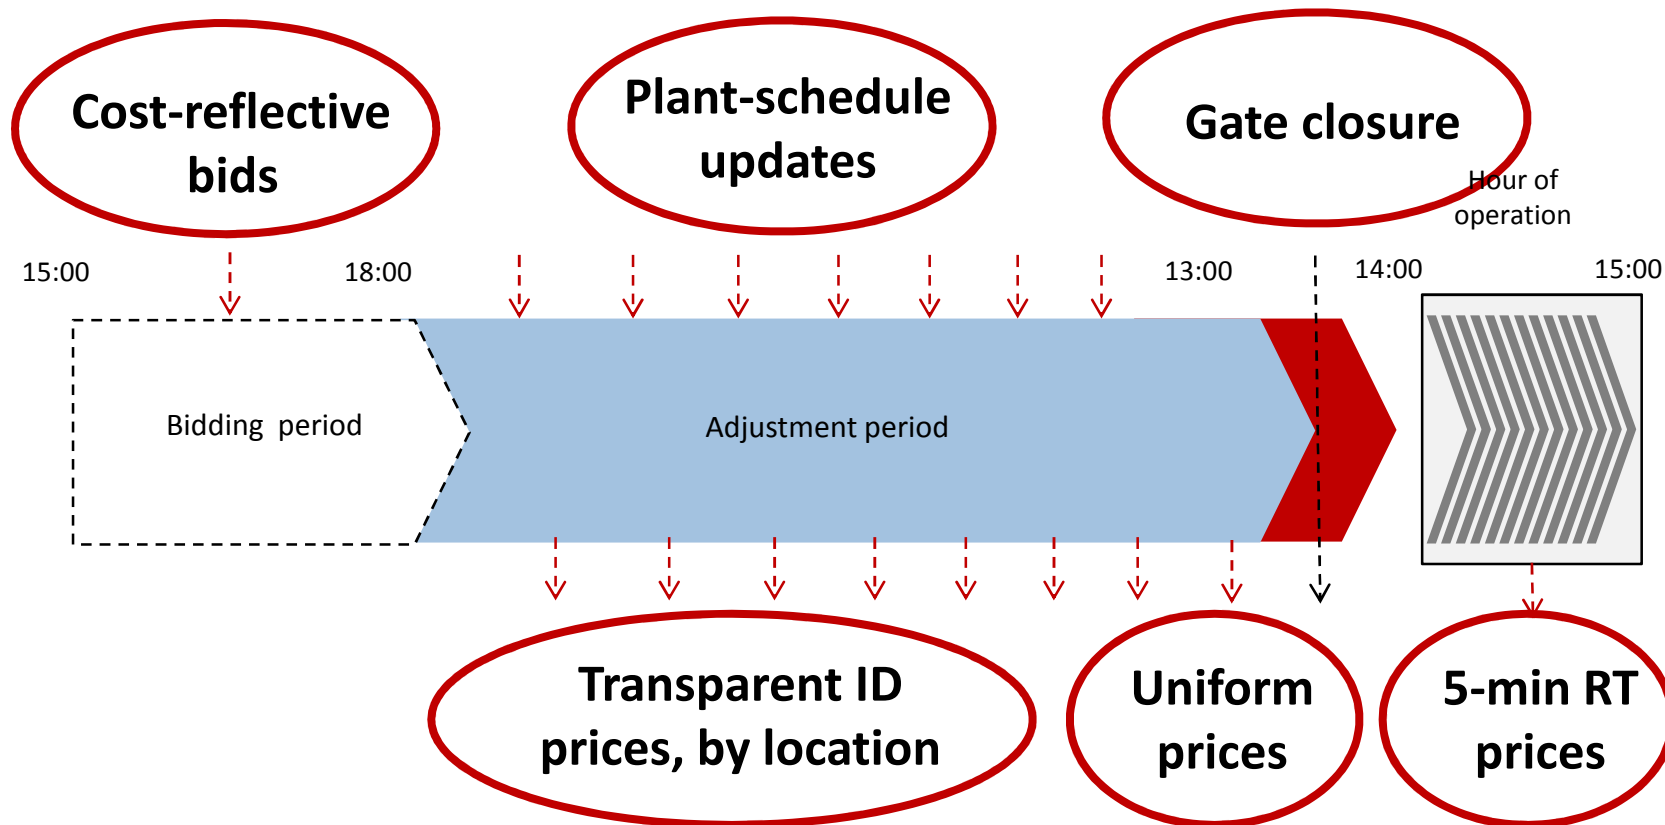 Cost-reflective
bids
Plant-schedule
updates
Gate closure
Hour of
operation
15:00
18:00
13:00
14:00
15:00
Bidding period
Adjustment period
Transparent ID
prices, by location
Uniform
prices
5-min RT
prices